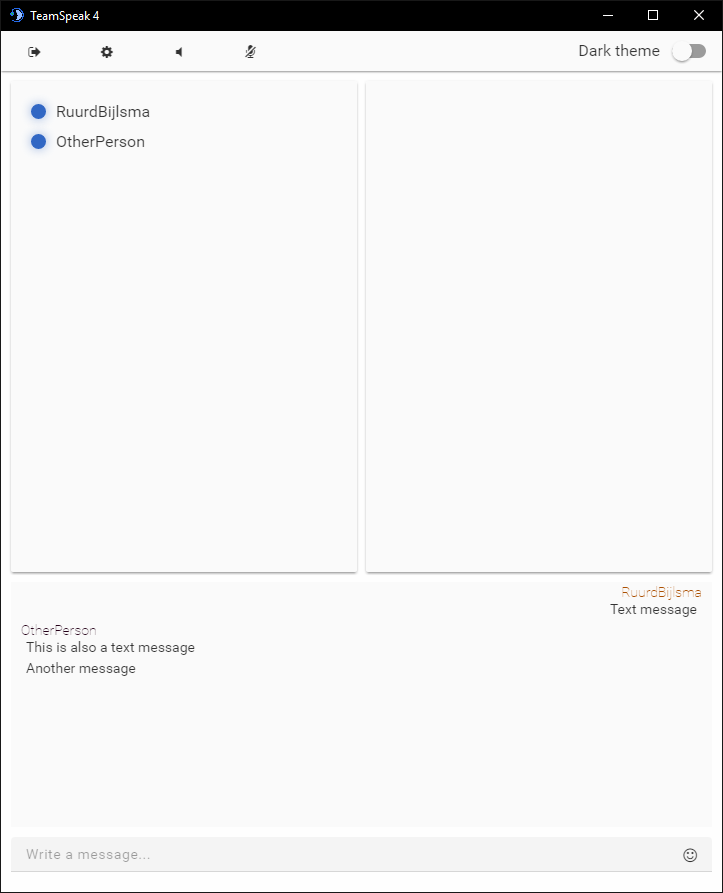 TeamSpeak 4
Dark theme
RuurdBijlsma
OtherPerson
RuurdBijlsma
Text message
OtherPerson
This is also a text message
Another message
Write a message...